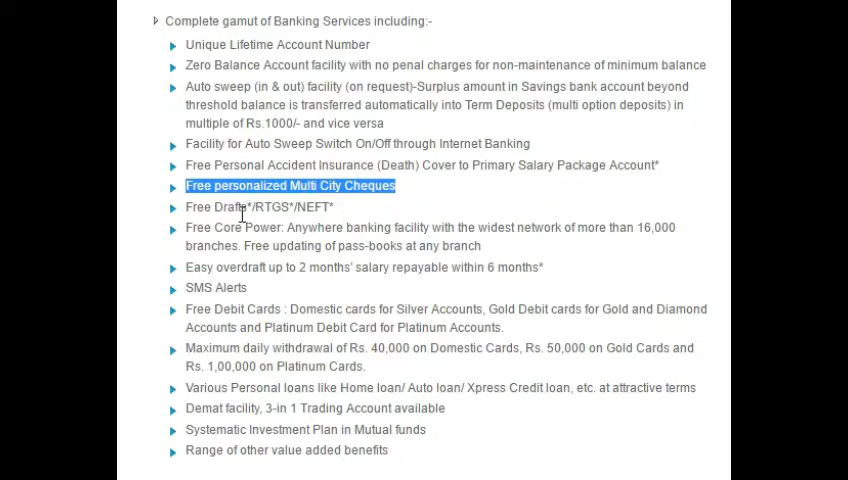 Complete gamut of Banking Services including:-
Unique Lifetime Account Number
Zero Balance Account facility with no penal charges for non-maintenance of minimum balance
Auto sweep (in & out) facility (on request)-Surplus amount in Savings bank account beyond
threshold balance is transferred automatically into Term Deposits (multi option deposits) in
multiple of Rs.1000/- and vice versa
Facility for Auto Sweep Switch On/Off through Internet Banking
Free Personal Accident Insurance (Death) Cover to Primary Salary Package Account*
Free personalized Multi City Cheques
Free Drafts*/RTGS*/NEFT*
Free Core Power: Anywhere banking facility with the widest network of more than 16,000
branches. Free updating of pass-books at any branch
Easy overdraft up to 2 months' salary repayable within 6 months*
SMS Alerts
Free Debit Cards : Domestic cards for Silver Accounts, Gold Debit cards for Gold and Diamond
Accounts and Platinum Debit Card for Platinum Accounts.
Maximum daily withdrawal of Rs. 40,000 on Domestic Cards, Rs. 50,000 on Gold Cards and
Rs. 1,00,000 on Platinum Cards.
Various Personal loans like Home loan/ Auto loan/ Xpress Credit loan, etc. at attractive terms
Demat facility, 3-in 1 Trading Account available
Systematic Investment Plan in Mutual funds
Range of other value added benefits